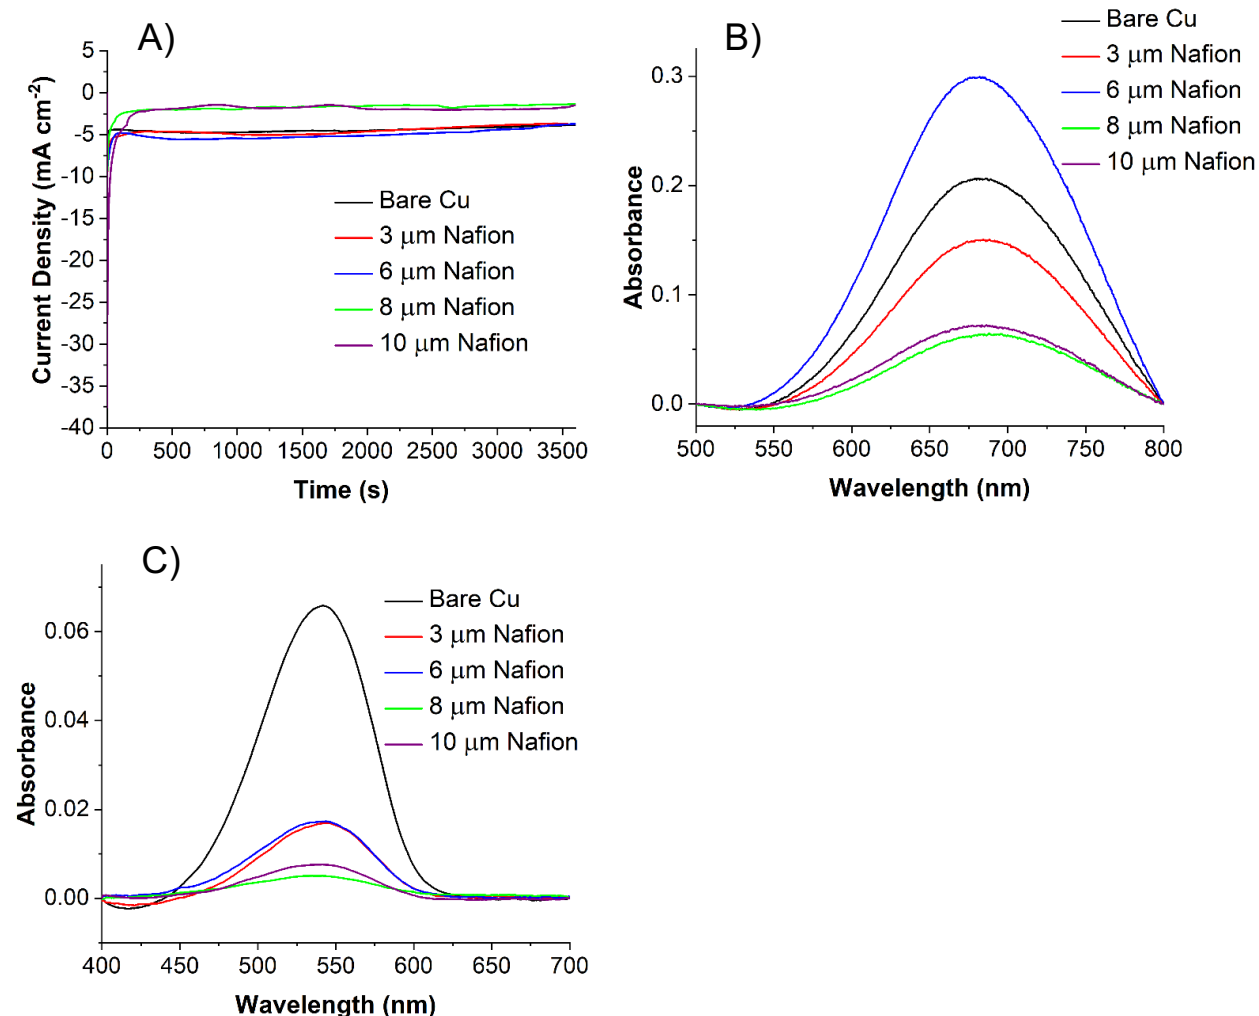 A)
5
0
-5
-10
-15
-20
-25
-30
-35
-40
Current Density (mA cm-2)
Bare Cu
3 μm Nafion
6 μm Nafion
8 μm Nafion
10 μm Nafion
0 500 1000 1500 2000 2500 3000 3500
Time (s)
B)
Bare Cu
3 μm Nafion
6 μm Nafion
8 μm Nafion
10 μm Nafion
0.3
0.2
0.1
0.0
Absorbance
500 550 600 650 700 750 800
Wavelength (nm)
C)
Bare Cu
3 μm Nafion
6 μm Nafion
8 μm Nafion
10 μm Nafion
0.06
0.04
0.02
0.00
Absorbance
400 450 500 550 600 650 700
Wavelength (nm)